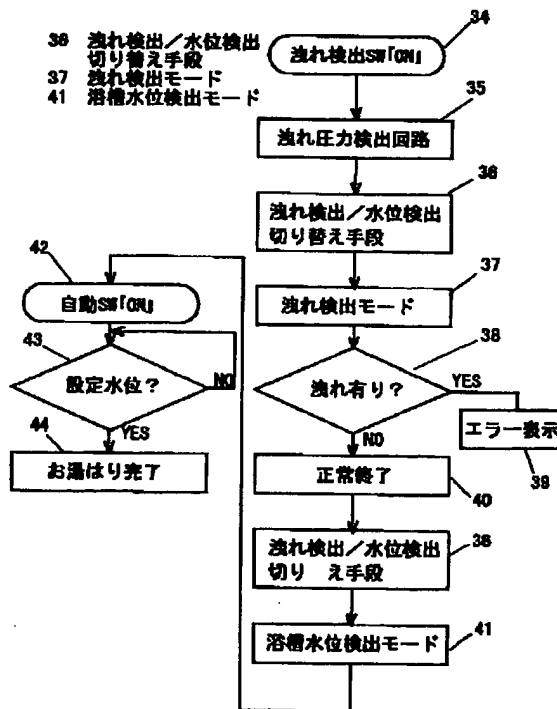 36 洩れ検出／水位検出
切り替え手段
37 洩れ検出モード
41 浴槽水位検出モード
34
洩れ検出SW「ON」
35
洩れ圧力検出回路
36
洩れ検出／水位検出
切り替え手段
37
洩れ検出モード
38
洩れ有り？
YES
NO
エラー表示
39
正常終了
40
洩れ検出／水位検出
切り え手段
36
浴槽水位検出モード
41
42
自動SW「ON」
43
設定水位？
NO
YES
44
お湯はり完了